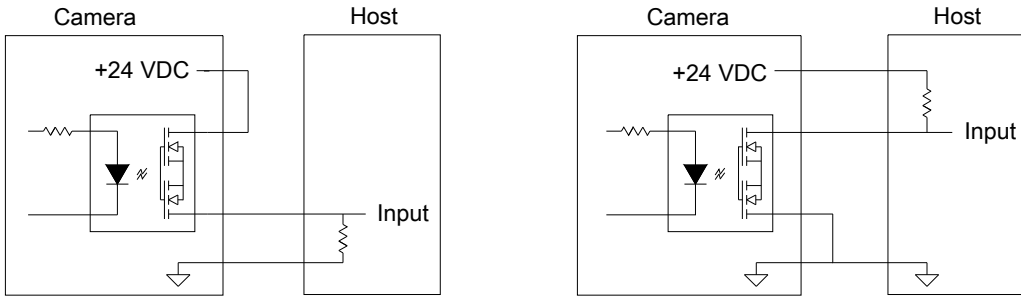 Camera
Host
+24 VDC
Input
Camera
Host
+24 VDC
Input